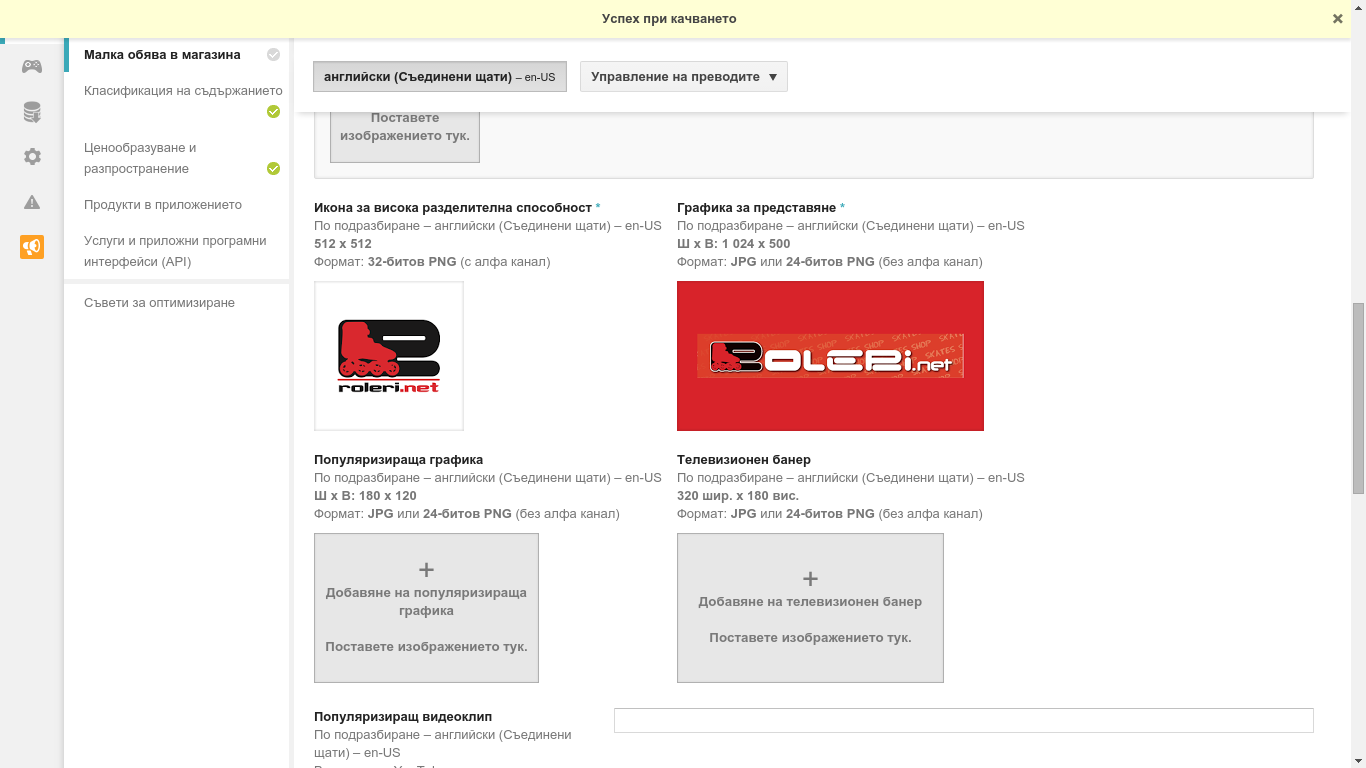 Успех при качването
Малка обява в магазина
Класификация на съдържанието
Ценообразуване и
разпространение
Продукти в приложението
Услуги и приложни програмни
интерфейси (API)
Съвети за оптимизиране
английски (Съединени щати) – en-US
Управление на преводите
Поставете
изображението тук.
Икона за висока разделителна способност *
По подразбиране – английски (Съединени щати) – en-US
512 x 512
Формат: 32-битов PNG (с алфа канал)
roleri.net
Графика за представяне *
По подразбиране – английски (Съединени щати) – en-US
Ш x В: 1 024 x 500
Формат: JPG или 24-битов PNG (без алфа канал)
ROLERi.net
Популяризираща графика
По подразбиране – английски (Съединени щати) – en-US
Ш x В: 180 x 120
Формат: JPG или 24-битов PNG (без алфа канал)
+
Добавяне на популяризираща
графика
Поставете изображението тук.
Телевизионен банер
По подразбиране – английски (Съединени щати) – en-US
320 шир. x 180 вис.
Формат: JPG или 24-битов PNG (без алфа канал)
+
Добавяне на телевизионен банер
Поставете изображението тук.
Популяризиращ видеоклип
По подразбиране – английски (Съединени
щати) – en-US